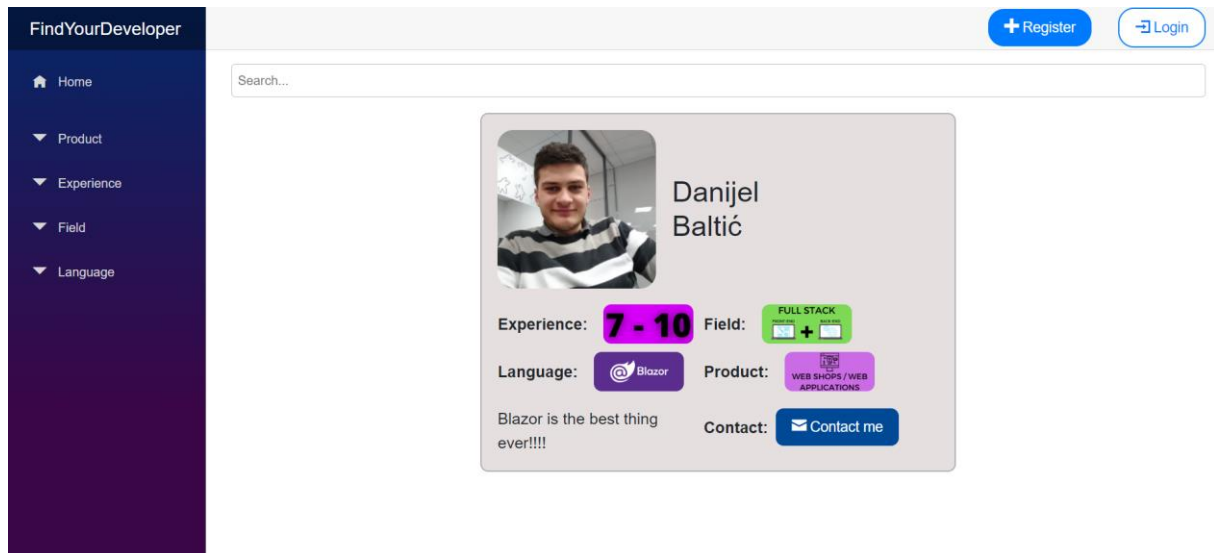 FindYourDeveloper
Register
Login
Home
Search...
Product
Experience
Field
Language
Danijel
Baltić
Experience: 7 - 10 Field: FULL STACK
+
Language: @ Blazor Product: WEB SHOPS / WEB
APPLICATIONS
Blazor is the best thing
ever!!!!
Contact: Contact me